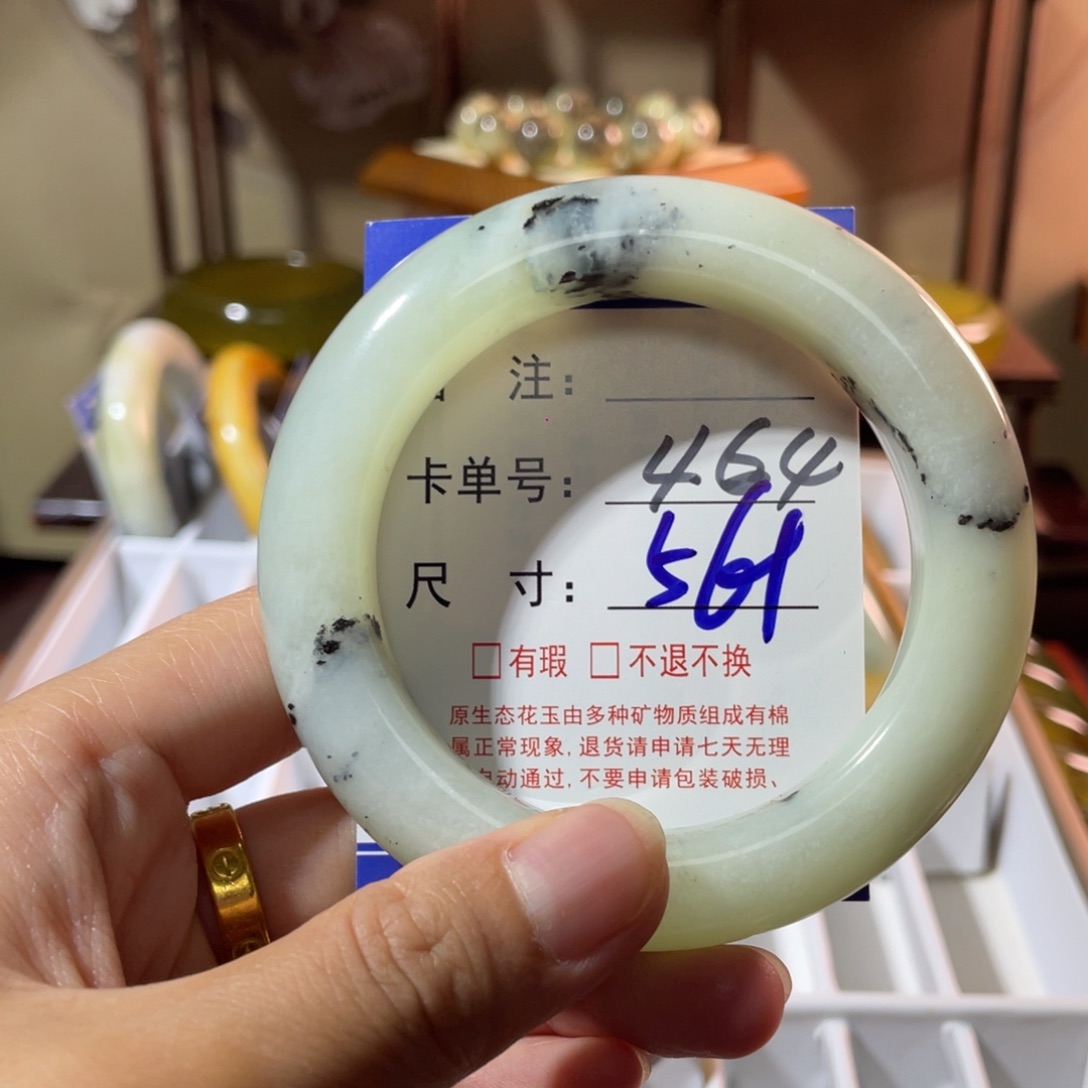 注：
卡单号：464
尺 寸：561
□有瑕 □不退不换
原生态花玉由多种矿物质组成有棉
属正常现象，退货请申请七天无理
自动通过，不要申请包装破损、